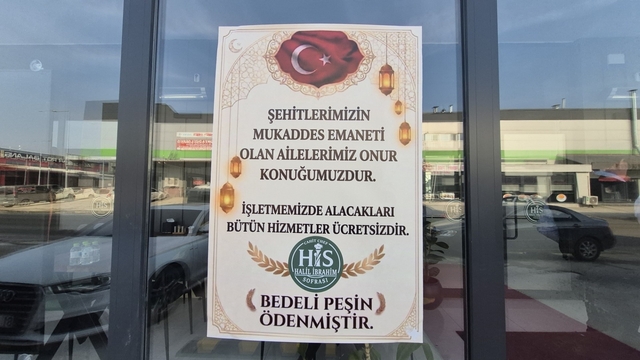 ŞEHİTLERİMİZİN
MUKADDES EMANETİ
OLAN AİLELERİMİZ ONUR
KONUĞUMUZDUR.
İŞLETMEMİZDE ALACAKLARI
BÜTÜN HİZMETLER ÜCRETSİZDİR.
HİS
HALİL İBRAHİM
SOFRASI
BEDELİ PEŞİN
ÖDENMİŞTİR.
HİS